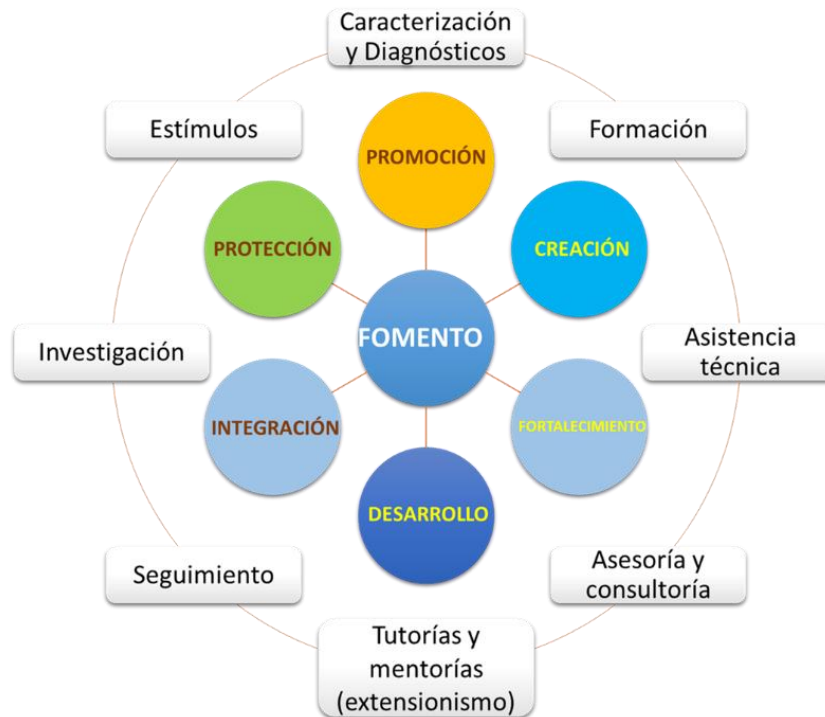 Caracterización
y Diagnósticos
Estímulos
Formación
PROMOCIÓN
PROTECCIÓN
CREACIÓN
FOMENTO
Investigación
Asistencia
técnica
INTEGRACIÓN
FORTALECIMIENTO
DESARROLLO
Seguimiento
Asesoría y
consultoría
Tutorías y
mentorías
(extensionismo)